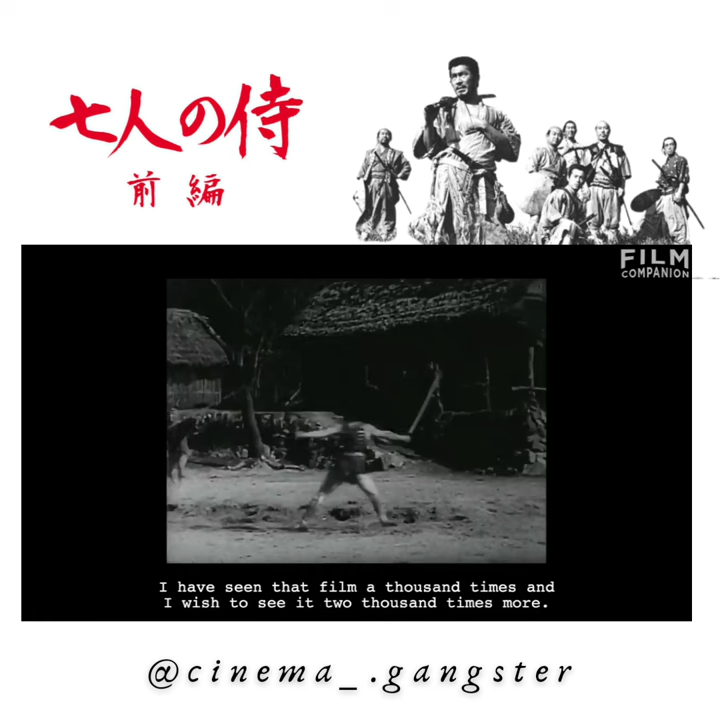 七人の侍
前編
FILM
COMPANION
I have seen that film a thousand times and
I wish to see it two thousand times more.
@cinema_.gangster